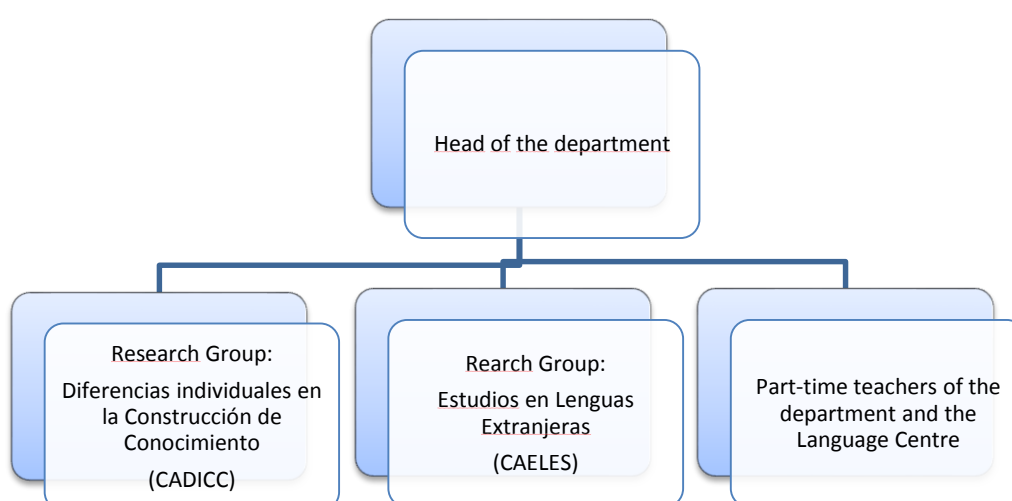 Head of the department
Research Group:
Diferencias individuales en
la Construcción de
Conocimiento
(CADICC)
Rearch Group:
Estudios en Lenguas
Extranjeras
(CAELES)
Part-time teachers of the
department and the
Language Centre